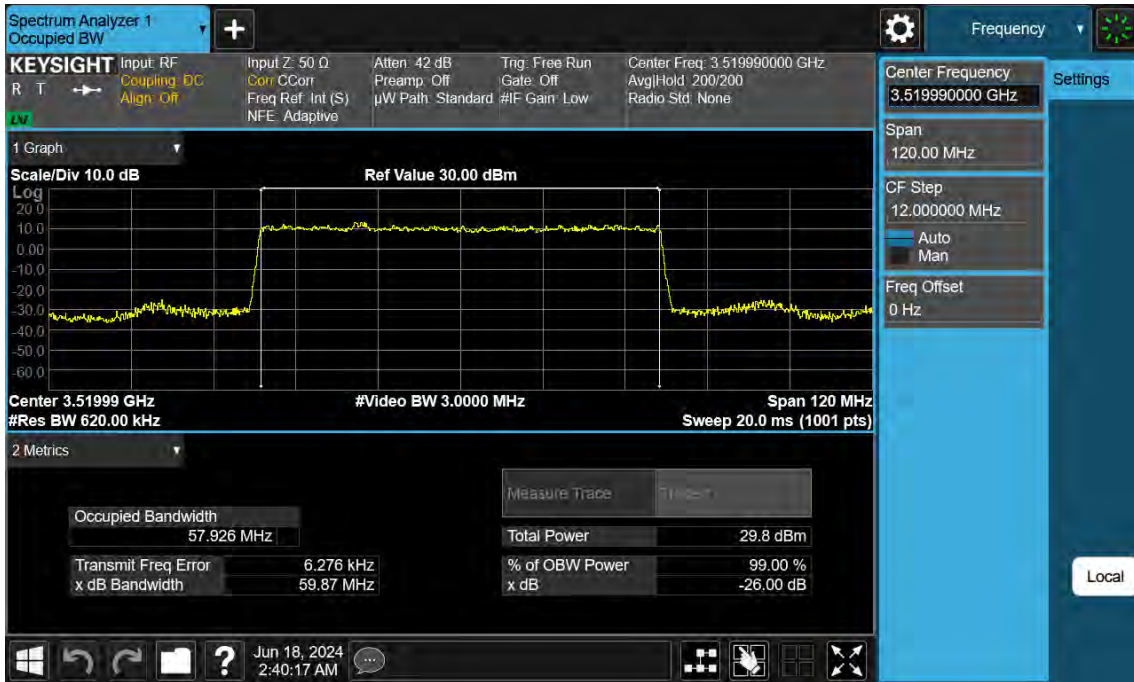 Spectrum Analyzer 1
Occupied BW
Frequency
KEYSIGHT
R T
LNI
Input: RF
Coupling: DC
Align: Off
Input Z: 50 Ω
Corr CCorr
Freq Ref: Int (S)
NFE: Adaptive
Atten: 42 dB
Preamp: Off
µW Path: Standard
Trig: Free Run
Gate: Off
#IF Gain: Low
Center Freq: 3.519990000 GHz
Avg|Hold: 200/200
Radio Std: None
Center Frequency
3.519990000 GHz
Settings
Span
120.00 MHz
CF Step
12.000000 MHz
Auto
Man
Freq Offset
0 Hz
Local
1 Graph
Scale/Div 10.0 dB
Ref Value 30.00 dBm
Log
20.0
10.0
0.00
-10.0
-20.0
-30.0
-40.0
-50.0
-60.0
Center 3.51999 GHz
#Video BW 3.0000 MHz
Span 120 MHz
#Res BW 620.00 kHz
Sweep 20.0 ms (1001 pts)
2 Metrics
Measure Trace
Occupied Bandwidth
57.926 MHz
Total Power 29.8 dBm
Transmit Freq Error 6.276 kHz
% of OBW Power 99.00 %
x dB Bandwidth 59.87 MHz
x dB -26.00 dB
?
Jun 18, 2024
2:40:17 AM